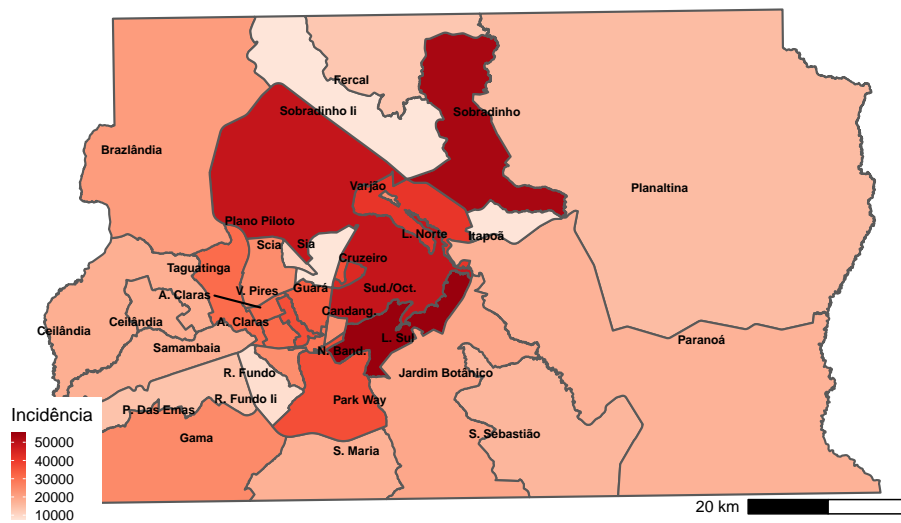 Fercal
Sobradinho Ii
Sobradinho
Brazlândia
Varjão
Planaltina
Plano Piloto
L. Norte
Itapoã
Scia
Sia
Cruzeiro
Taguatinga
V. Pires
Guará
Sud./Oct.
A. Claras
Candang.
Ceilândia
Ceilândia
A. Claras
L. Sul
Paranoá
Samambaia
N. Band.
R. Fundo
Jardim Botânico
R. Fundo Ii
Park Way
P. Das Emas
Gama
S. Sebastião
S. Maria
Incidência
50000
40000
30000
20000
10000
20 km